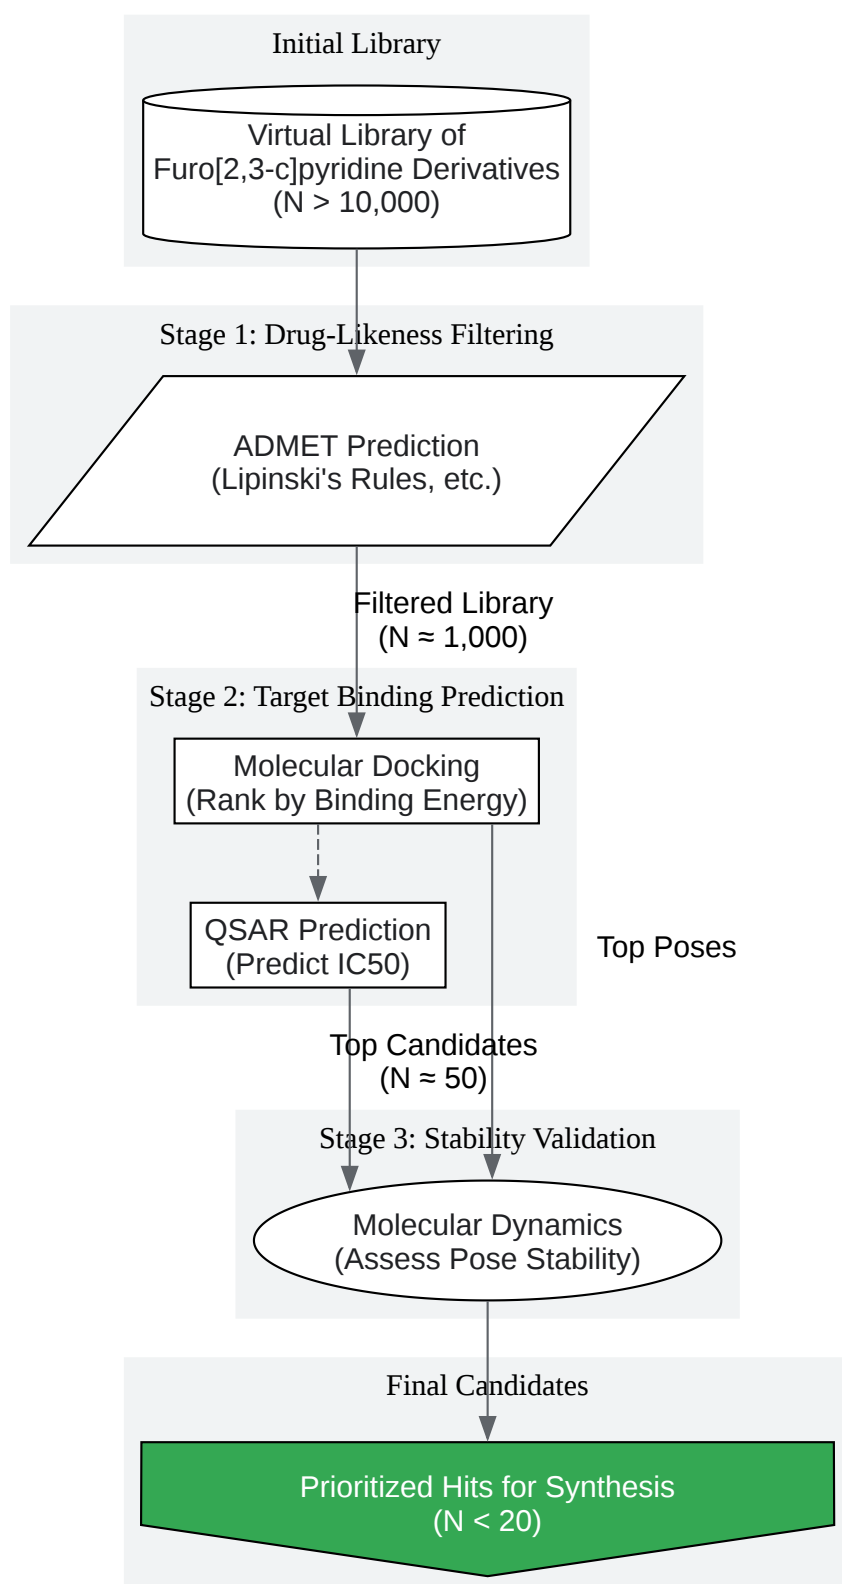 Initial Library
Virtual Library of
Furo[2,3-c]pyridine Derivatives
(N > 10,000)
Stage 1: Drug-Likeness Filtering
ADMET Prediction
(Lipinski's Rules, etc.)
Filtered Library
(N ≈ 1,000)
Stage 2: Target Binding Prediction
Molecular Docking
(Rank by Binding Energy)
QSAR Prediction
(Predict IC50)
Top Poses
Top Candidates
(N ≈ 50)
Stage 3: Stability Validation
Molecular Dynamics
(Assess Pose Stability)
Final Candidates
Prioritized Hits for Synthesis
(N < 20)